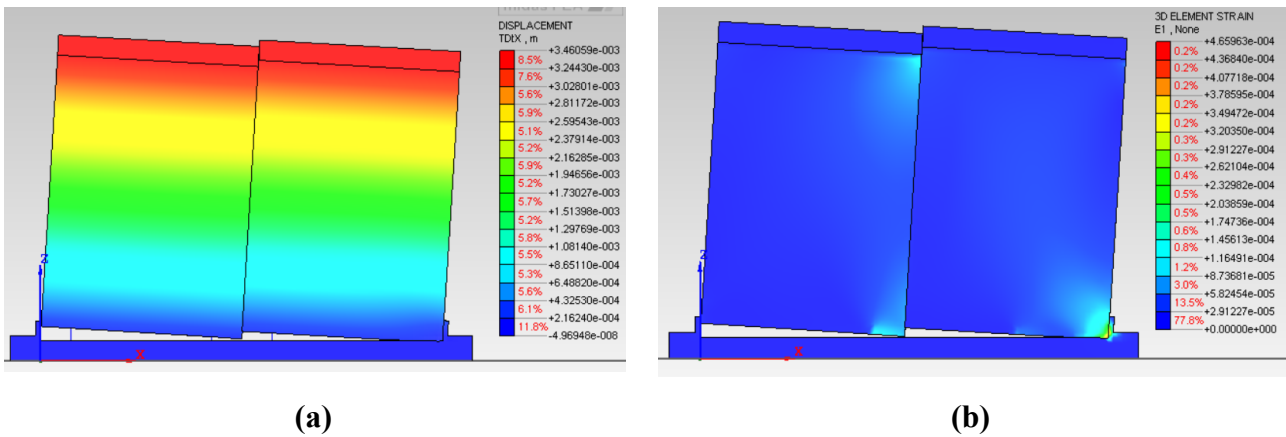 midas FEA
DISPLACEMENT
TDtX , m
+3.46059e-003
8.5%
+3.24430e-003
7.6%
+3.02801e-003
5.6%
+2.81172e-003
5.9%
+2.59543e-003
5.1%
+2.37914e-003
5.2%
+2.16285e-003
5.9%
+1.94656e-003
5.2%
+1.73027e-003
5.7%
+1.51398e-003
5.2%
+1.29769e-003
5.8%
+1.08140e-003
5.5%
+8.65110e-004
5.3%
+6.48820e-004
5.6%
+4.32530e-004
6.1%
+2.16240e-004
11.8%
-4.96948e-008
Z
X
(a)
3D ELEMENT STRAIN
E1 , None
+4.65963e-004
0.2%
+4.36840e-004
0.2%
+4.07718e-004
0.2%
+3.78595e-004
0.2%
+3.49472e-004
0.2%
+3.20350e-004
0.3%
+2.91227e-004
0.3%
+2.62104e-004
0.4%
+2.32982e-004
0.5%
+2.03859e-004
0.5%
+1.74736e-004
0.6%
+1.45613e-004
0.8%
+1.16491e-004
1.2%
+8.73681e-005
3.0%
+5.82454e-005
13.5%
+2.91227e-005
77.8%
+0.00000e+000
Z
X
(b)